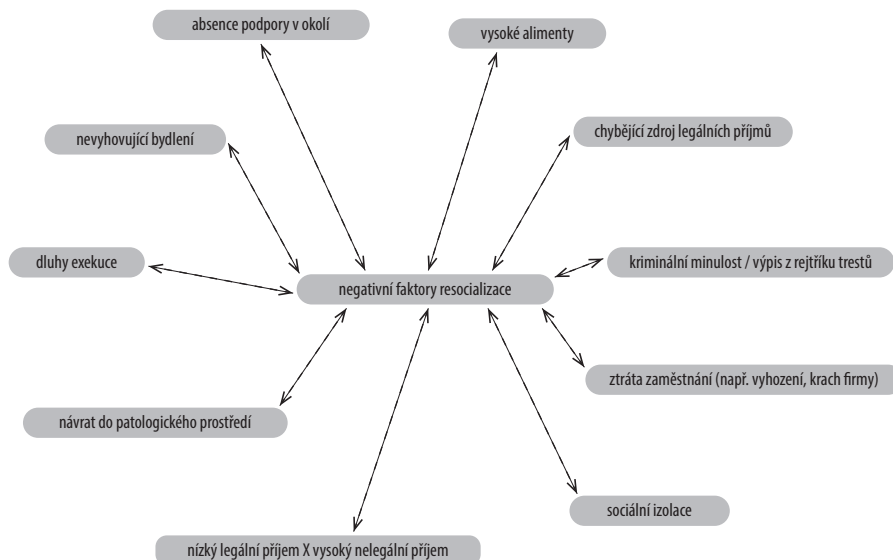 absence podpory v okolí
vysoké alimenty
chybějící zdroj legálních příjmů
nevyhovující bydlení
dluhy exekuce
kriminální minulost / výpis z rejtříku trestů
negativní faktory resocializace
ztráta zaměstnání (např. vyhození, krach firmy)
návrat do patologického prostředí
sociální izolace
nízký legální příjem X vysoký nelegální příjem